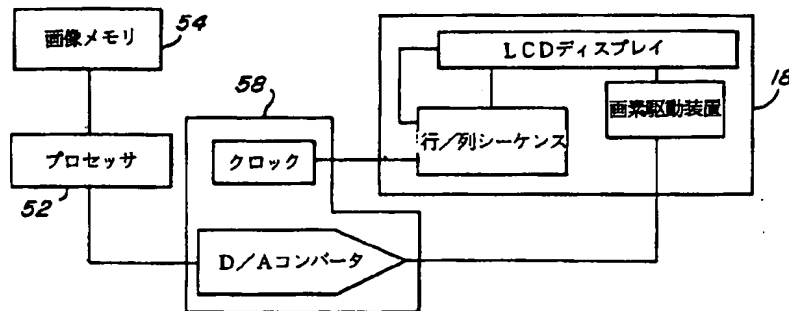 画像メモリ
54
プロセッサ
52
58
クロック
D/Aコンバータ
LCDディスプレイ
行/列シーケンス
画素駆動装置
18